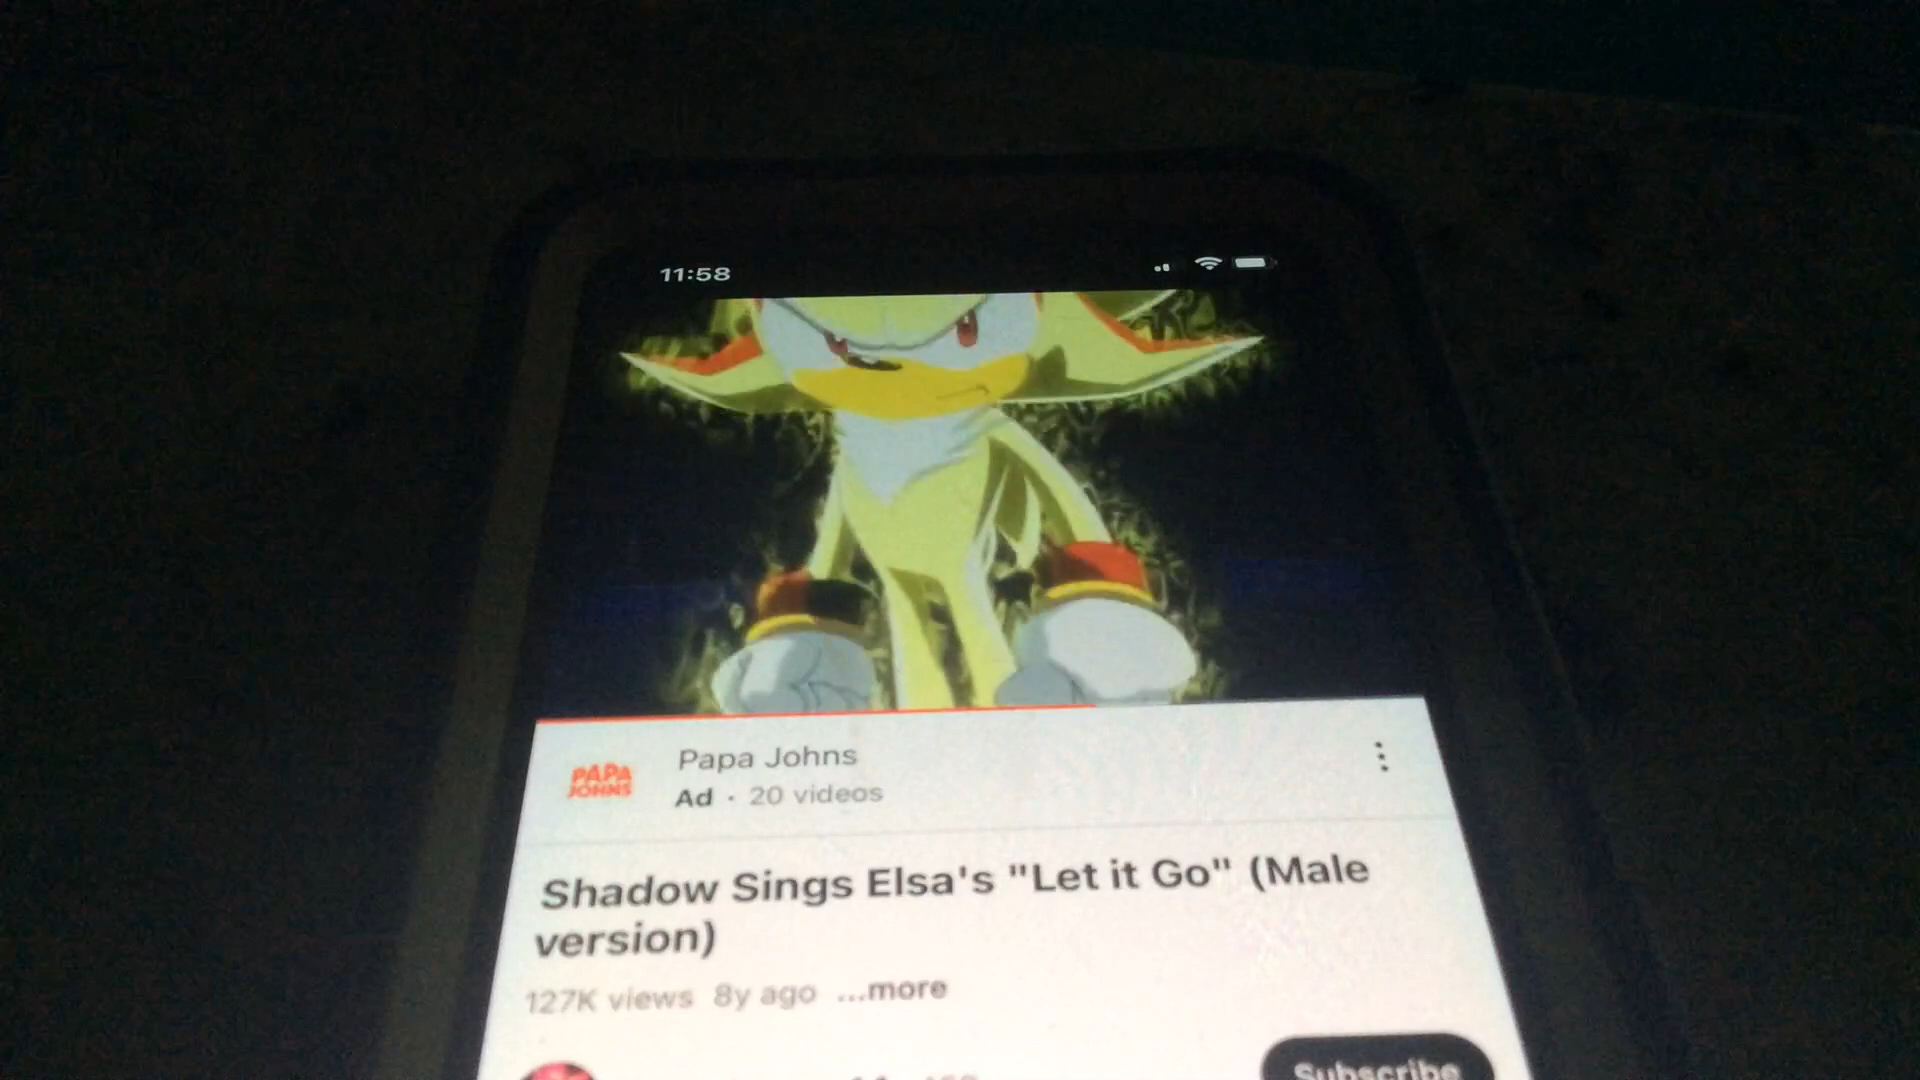 11:58
PAPA
JOHNS
Papa Johns
Ad · 20 videos
Shadow Sings Elsa's "Let it Go" (Male
version)
127K views 8y ago ...more
Subscribe